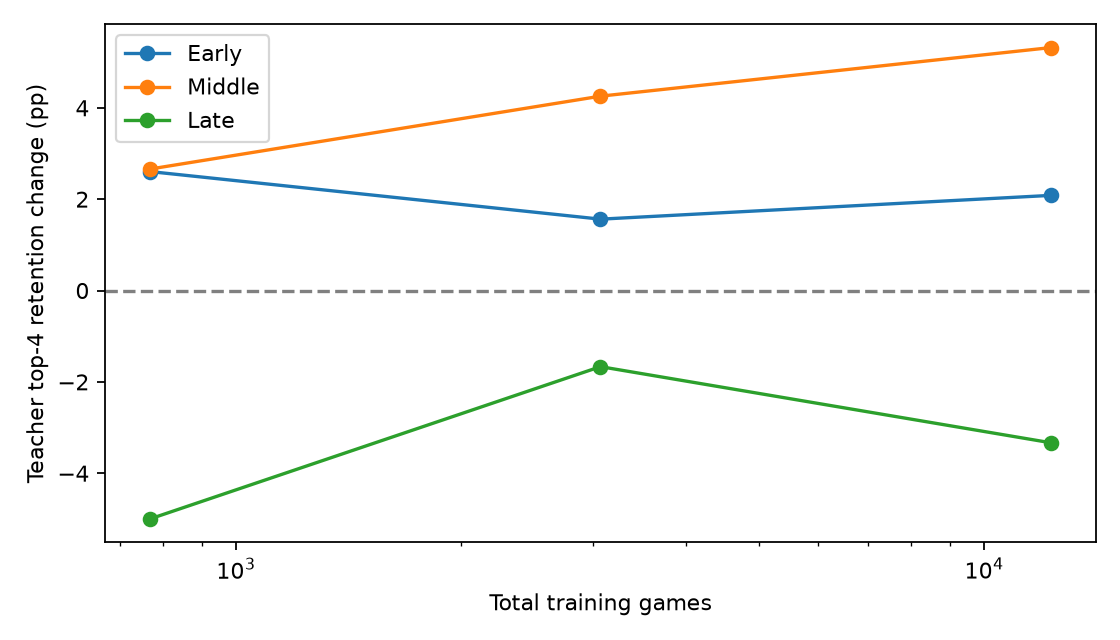 Early
Middle
Late
Teacher top-4 retention change (pp)
4
2
0
−2
−4
10³
10⁴
Total training games